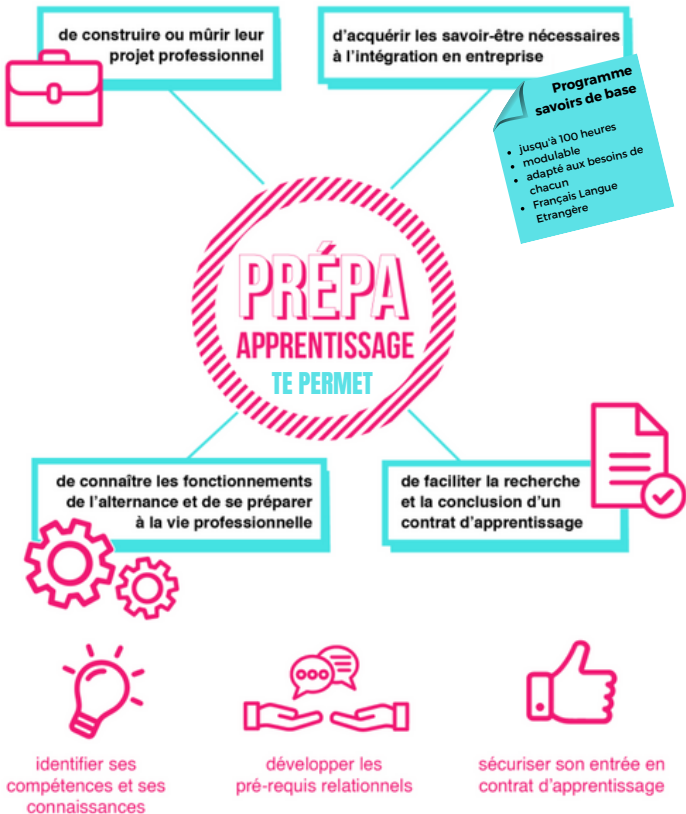 de construire ou mûrir leur
projet professionnel
d'acquérir les savoir-être nécessaires
à l'intégration en entreprise
Programme
savoirs de base
• jusqu'à 100 heures
• modulable
• adapté aux besoins de
chacun
• Français Langue
Etrangère
PRÉPA
APPRENTISSAGE
TE PERMET
de connaître les fonctionnements
de l'alternance et de se préparer
à la vie professionnelle
de faciliter la recherche
et la conclusion d'un
contrat d'apprentissage
identifier ses
compétences et ses
connaissances
développer les
pré-requis relationnels
sécuriser son entrée en
contrat d'apprentissage